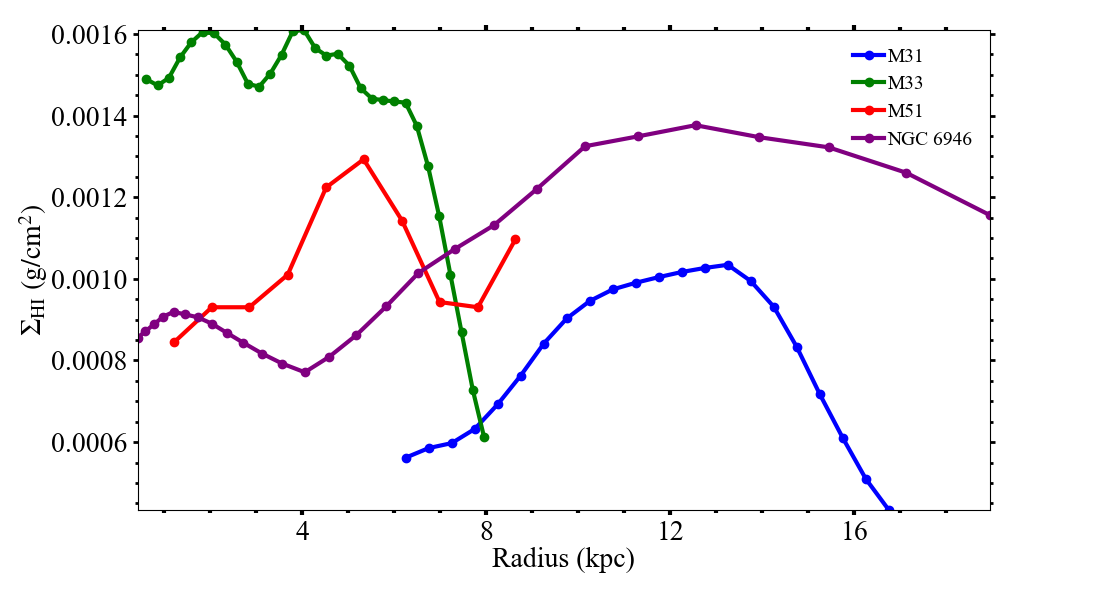 0.0016
0.0014
0.0012
0.0010
0.0008
0.0006
Σ_HI (g/cm²)
4 8 12 16
Radius (kpc)
M31
M33
M51
NGC 6946